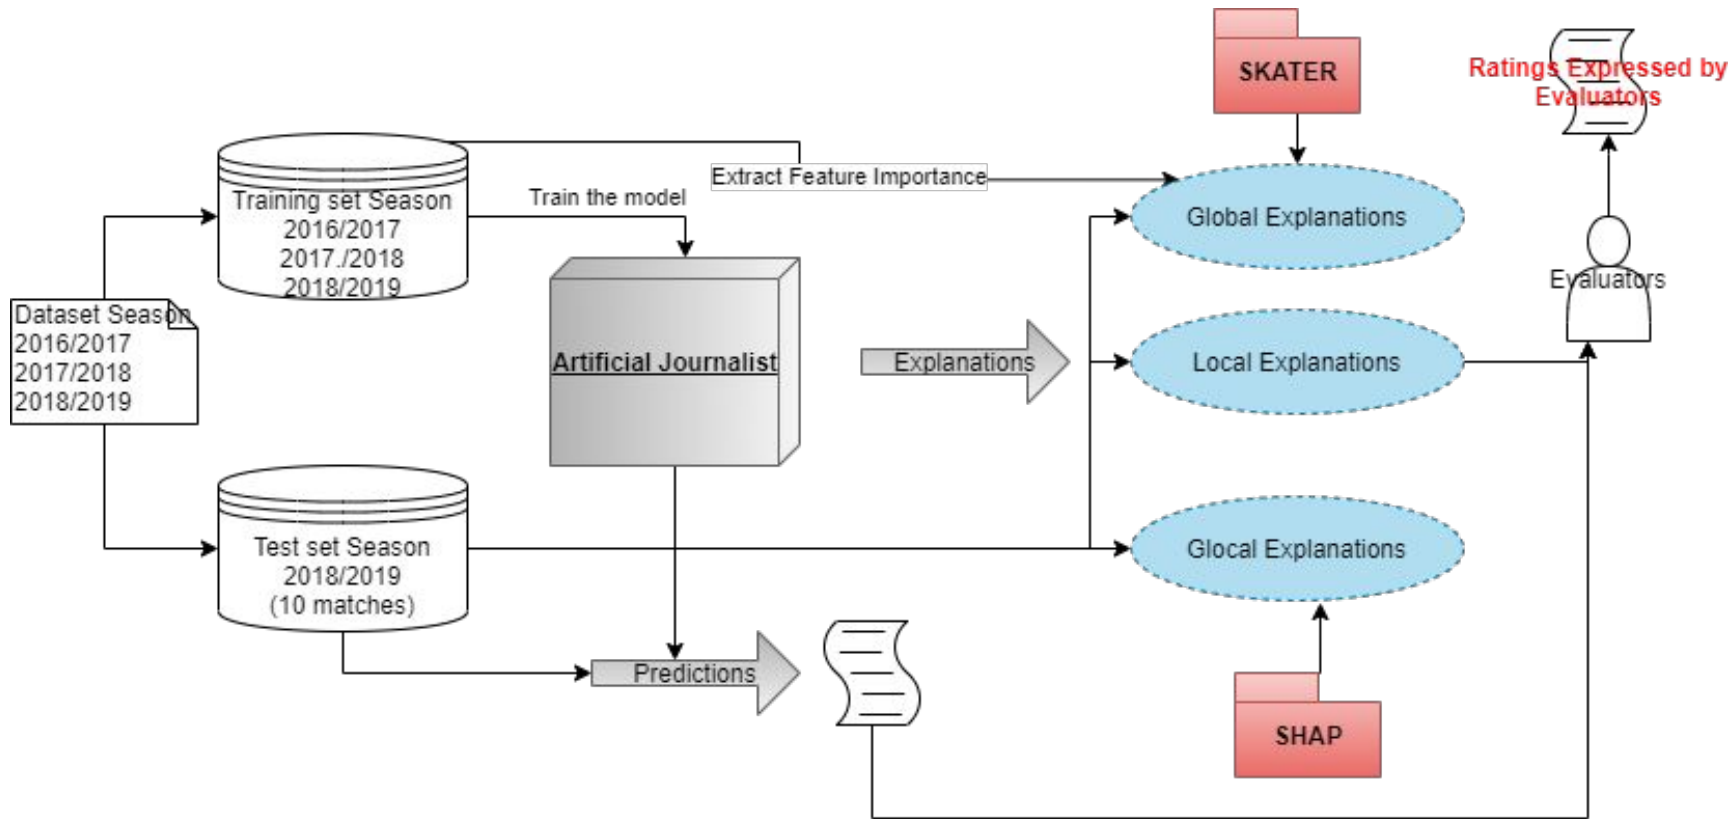 SKATER
Ratings Expressed by
Evaluators
Training set Season
2016/2017
2017./2018
2018/2019
Train the model
Extract Feature Importance
Global Explanations
Evaluators
Dataset Season
2016/2017
2017/2018
2018/2019
Artificial Journalist
Explanations
Local Explanations
Test set Season
2018/2019
(10 matches)
Glocal Explanations
Predictions
SHAP